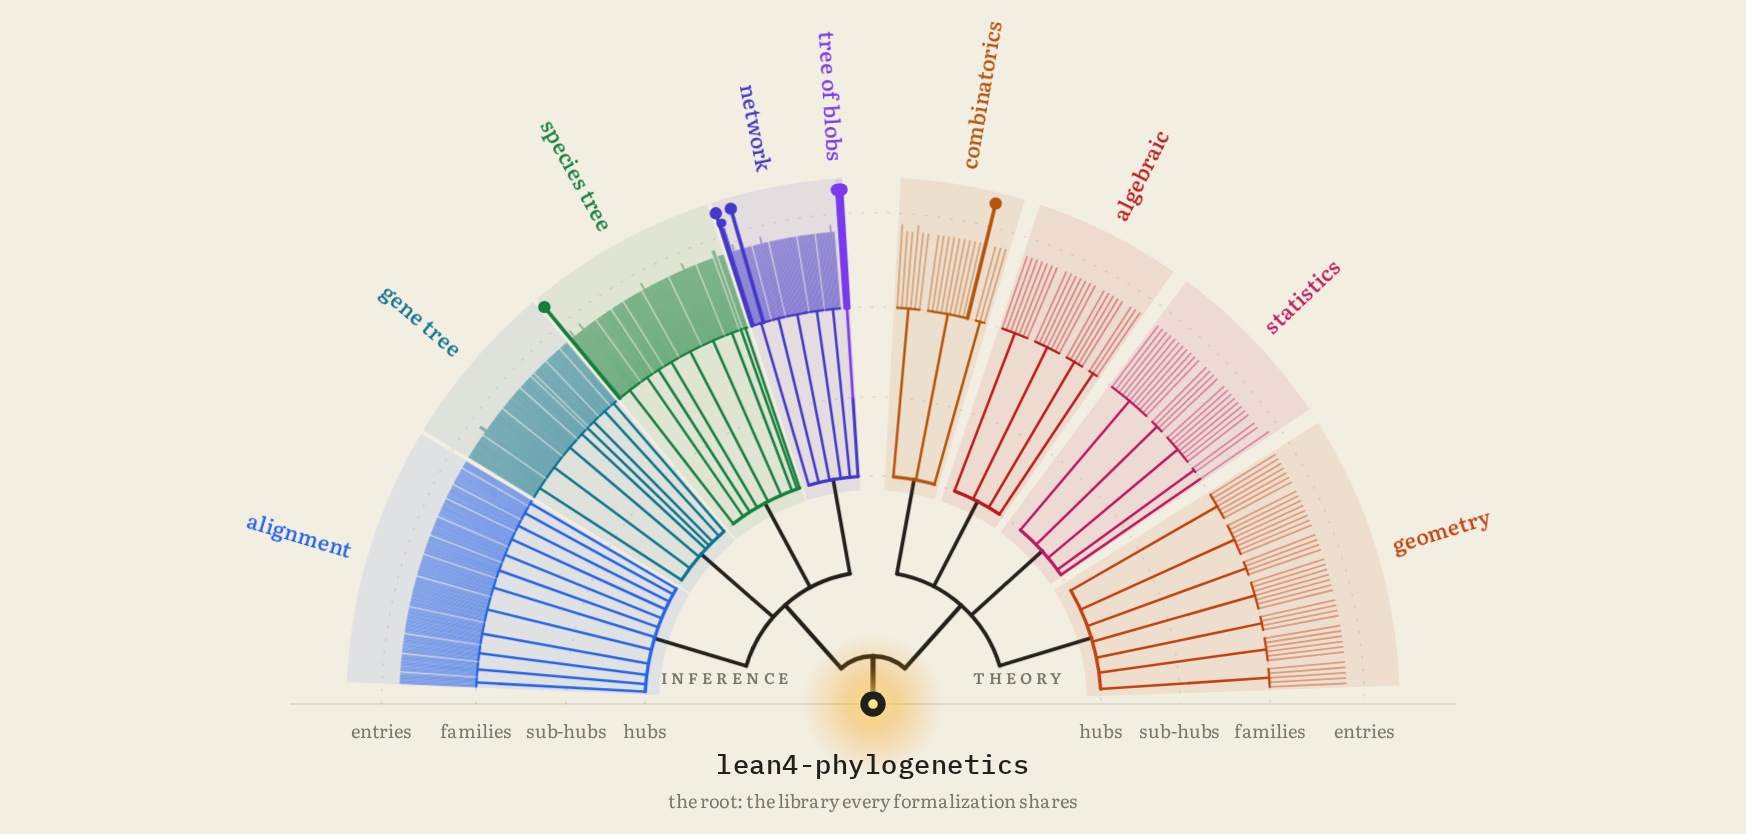 tree of blobs
combinatorics
network
species tree
algebraic
gene tree
statistics
alignment
geometry
INFERENCE
THEORY
entries families sub-hubs hubs
hubs sub-hubs families entries
lean4-phylogenetics
the root: the library every formalization shares